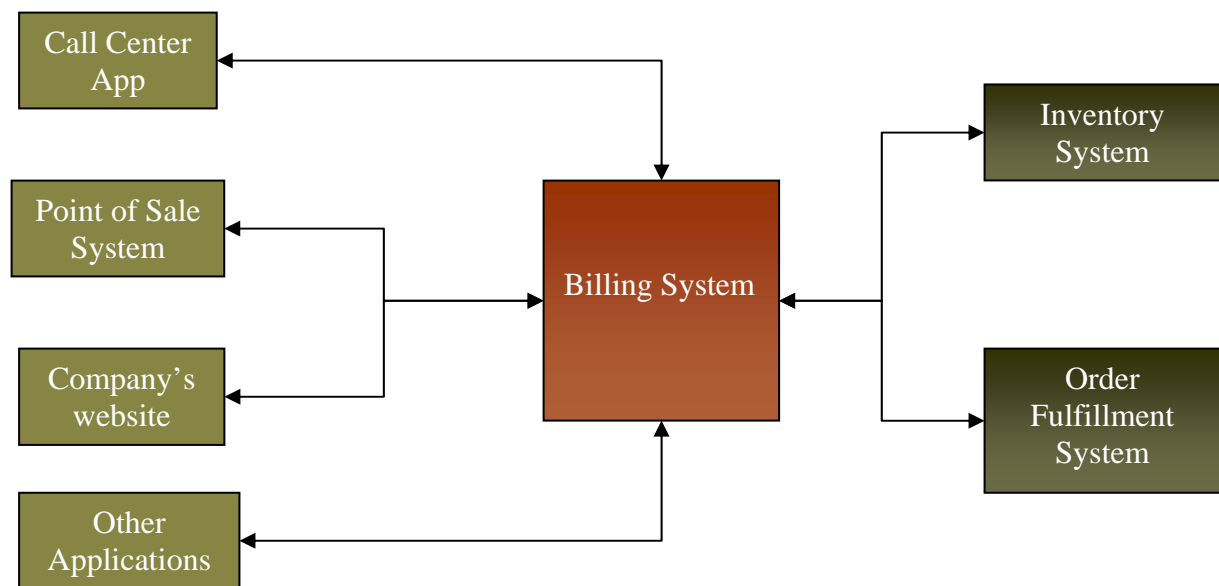 Call Center
App
Point of Sale
System
Company’s
website
Other
Applications
Billing System
Inventory
System
Order
Fulfillment
System